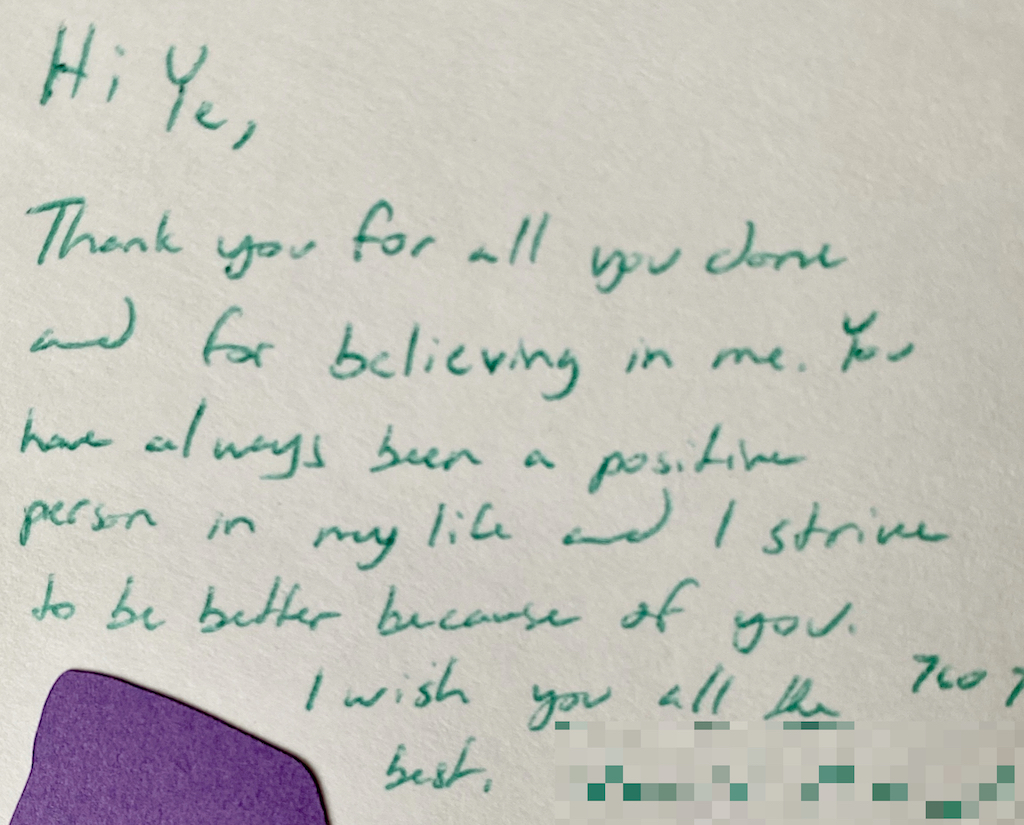 Hi Ye,
Thank you for all you done
and for believing in me. You
have always been a positive
person in my life and I strive
to be better because of you.
I wish you all the
best.